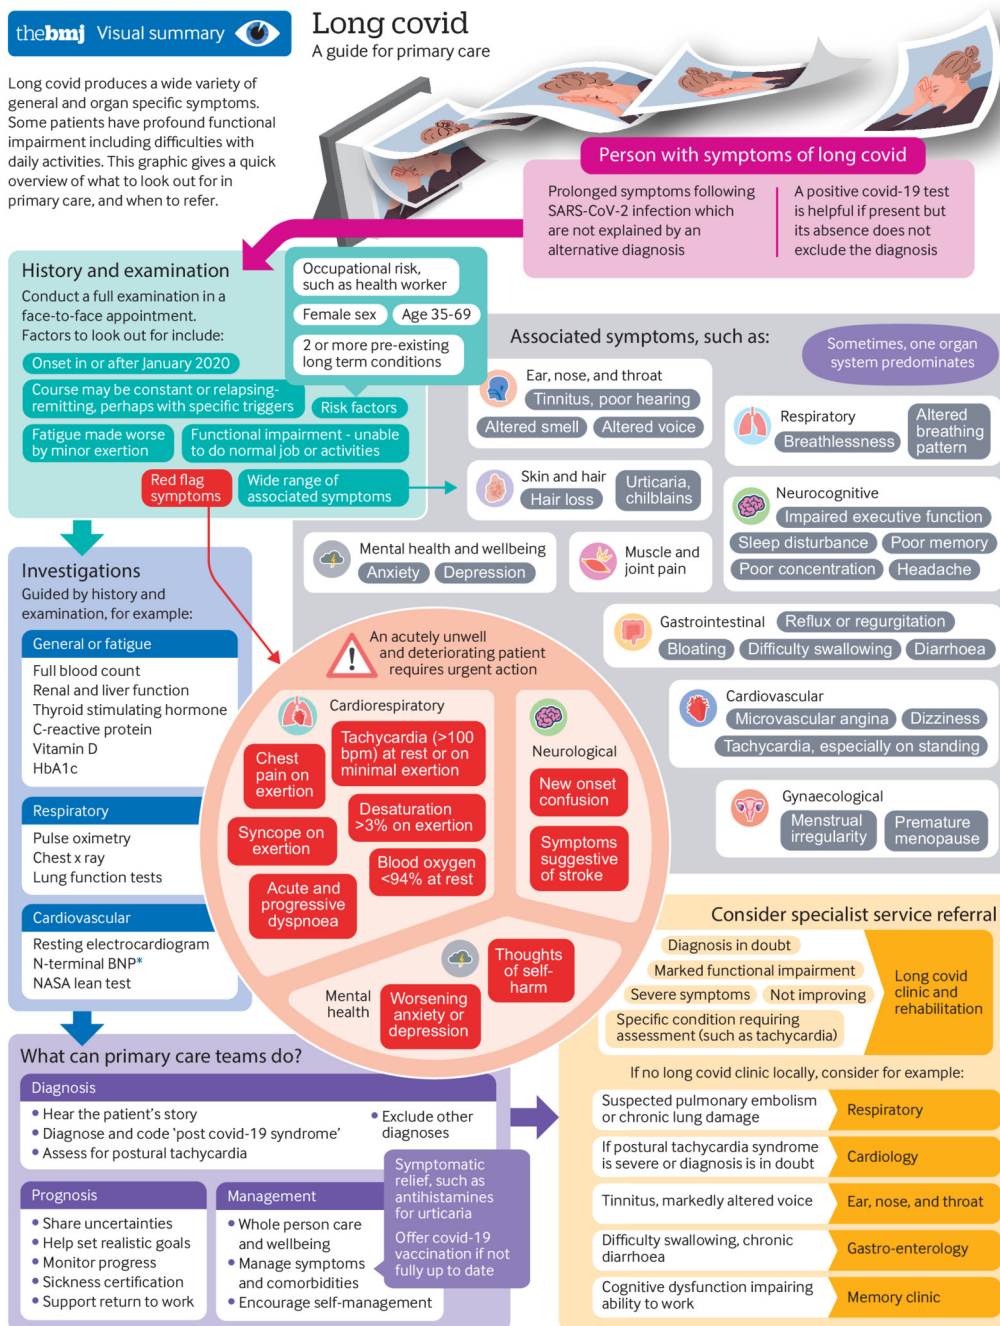 thebmj Visual summary
Long covid
A guide for primary care
Long covid produces a wide variety of
general and organ specific symptoms.
Some patients have profound functional
impairment including difficulties with
daily activities. This graphic gives a quick
overview of what to look out for in
primary care, and when to refer.
Person with symptoms of long covid
Prolonged symptoms following
SARS-CoV-2 infection which
are not explained by an
alternative diagnosis
A positive covid-19 test
is helpful if present but
its absence does not
exclude the diagnosis
History and examination
Conduct a full examination in a
face-to-face appointment.
Factors to look out for include:
Onset in or after January 2020
Course may be constant or relapsing-
remitting, perhaps with specific triggers
Risk factors
Occupational risk,
such as health worker
Female sex
Age 35-69
2 or more pre-existing
long term conditions
Fatigue made worse
by minor exertion
Functional impairment - unable
to do normal job or activities
Red flag
symptoms
Wide range of
associated symptoms
Associated symptoms, such as:
Sometimes, one organ
system predominates
Ear, nose, and throat
Tinnitus, poor hearing
Altered smell
Altered voice
Respiratory
Breathlessness
Altered
breathing
pattern
Skin and hair
Hair loss
Urticaria,
chilblains
Neurocognitive
Impaired executive function
Sleep disturbance
Poor memory
Poor concentration
Headache
Mental health and wellbeing
Anxiety
Depression
Muscle and
joint pain
Gastrointestinal
Reflux or regurgitation
Bloating
Difficulty swallowing
Diarrhoea
Cardiovascular
Microvascular angina
Dizziness
Tachycardia, especially on standing
Gynaecological
Menstrual
irregularity
Premature
menopause
Investigations
Guided by history and
examination, for example:
General or fatigue
Full blood count
Renal and liver function
Thyroid stimulating hormone
C-reactive protein
Vitamin D
HbA1c
Respiratory
Pulse oximetry
Chest x ray
Lung function tests
Cardiovascular
Resting electrocardiogram
N-terminal BNP*
NASA lean test
An acutely unwell
and deteriorating patient
requires urgent action
Cardiorespiratory
Chest
pain on
exertion
Tachycardia (>100
bpm) at rest or on
minimal exertion
Syncope on
exertion
Desaturation
>3% on exertion
Blood oxygen
<94% at rest
Acute and
progressive
dyspnoea
Neurological
New onset
confusion
Symptoms
suggestive
of stroke
Mental
health
Thoughts
of self-
harm
Worsening
anxiety or
depression
What can primary care teams do?
Diagnosis
• Hear the patient's story
• Diagnose and code 'post covid-19 syndrome'
• Assess for postural tachycardia
• Exclude other
diagnoses
Prognosis
• Share uncertainties
• Help set realistic goals
• Monitor progress
• Sickness certification
• Support return to work
Management
• Whole person care
and wellbeing
• Manage symptoms
and comorbidities
• Encourage self-management
Symptomatic
relief, such as
antihistamines
for urticaria
Offer covid-19
vaccination if not
fully up to date
Consider specialist service referral
Diagnosis in doubt
Marked functional impairment
Severe symptoms
Not improving
Specific condition requiring
assessment (such as tachycardia)
Long covid
clinic and
rehabilitation
If no long covid clinic locally, consider for example:
Suspected pulmonary embolism
or chronic lung damage
Respiratory
If postural tachycardia syndrome
is severe or diagnosis is in doubt
Cardiology
Tinnitus, markedly altered voice
Ear, nose, and throat
Difficulty swallowing, chronic
diarrhoea
Gastro-enterology
Cognitive dysfunction impairing
ability to work
Memory clinic